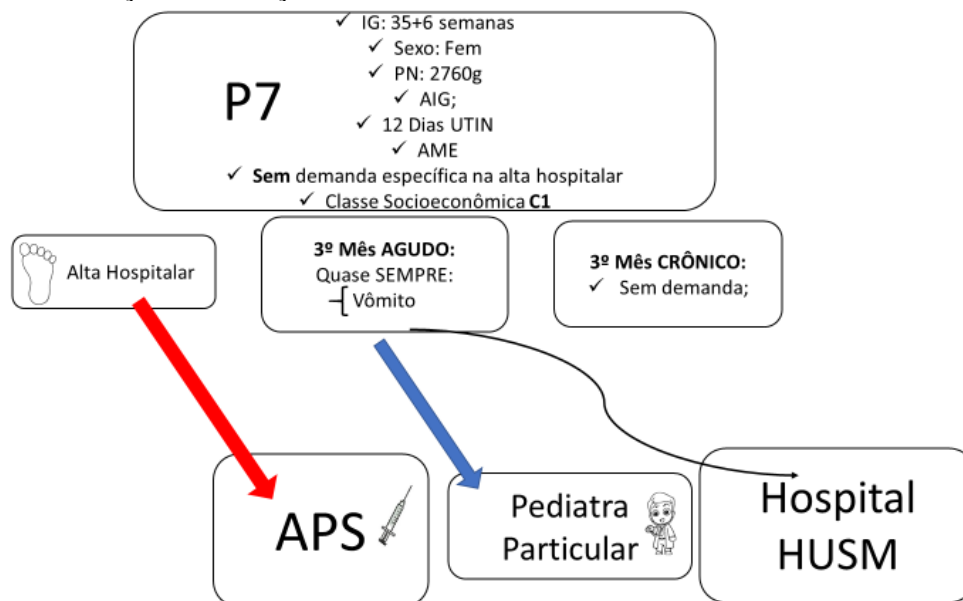 ✓ IG: 35+6 semanas
✓ Sexo: Fem
✓ PN: 2760g
P7
✓ AIG;
✓ 12 Dias UTIN
✓ AME
✓ Sem demanda específica na alta hospitalar
✓ Classe Socioeconômica C1
Alta Hospitalar
3º Mês AGUDO:
Quase SEMPRE:
Vômito
3º Mês CRÔNICO:
✓ Sem demanda;
APS
Pediatra
Particular
Hospital
HUSM